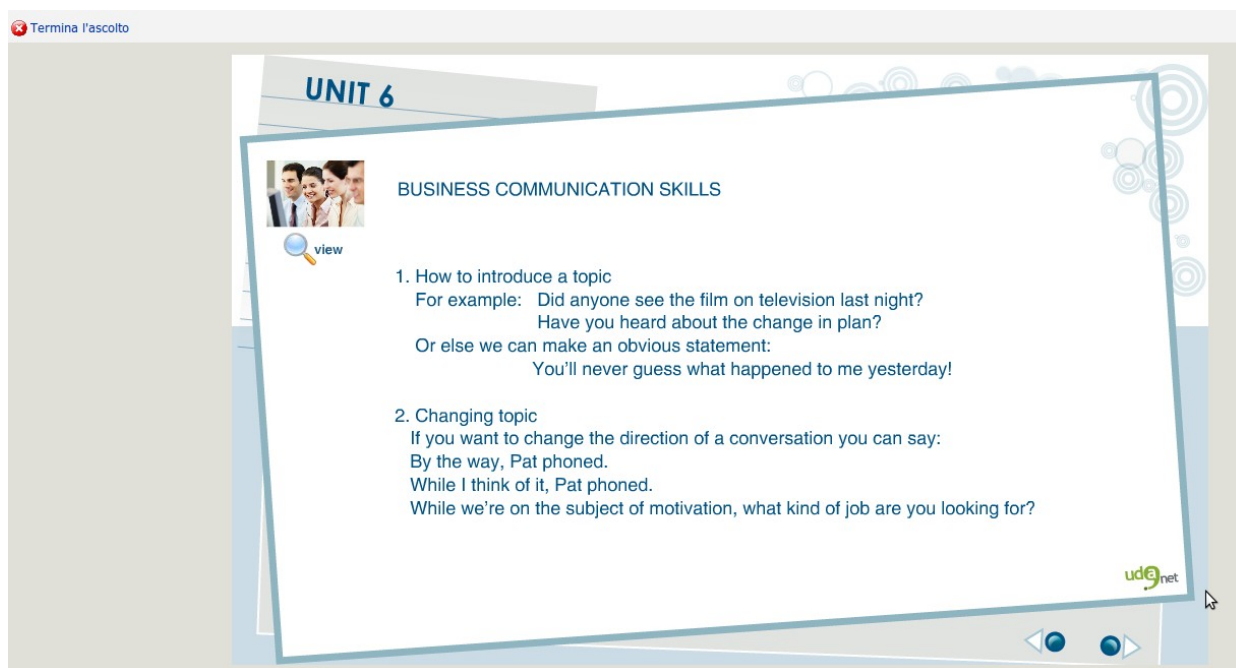 Termina l'ascolto
UNIT 6
BUSINESS COMMUNICATION SKILLS
view
1. How to introduce a topic
For example: Did anyone see the film on television last night?
Have you heard about the change in plan?
Or else we can make an obvious statement:
You'll never guess what happened to me yesterday!
2. Changing topic
If you want to change the direction of a conversation you can say:
By the way, Pat phoned.
While I think of it, Pat phoned.
While we're on the subject of motivation, what kind of job are you looking for?
uda net